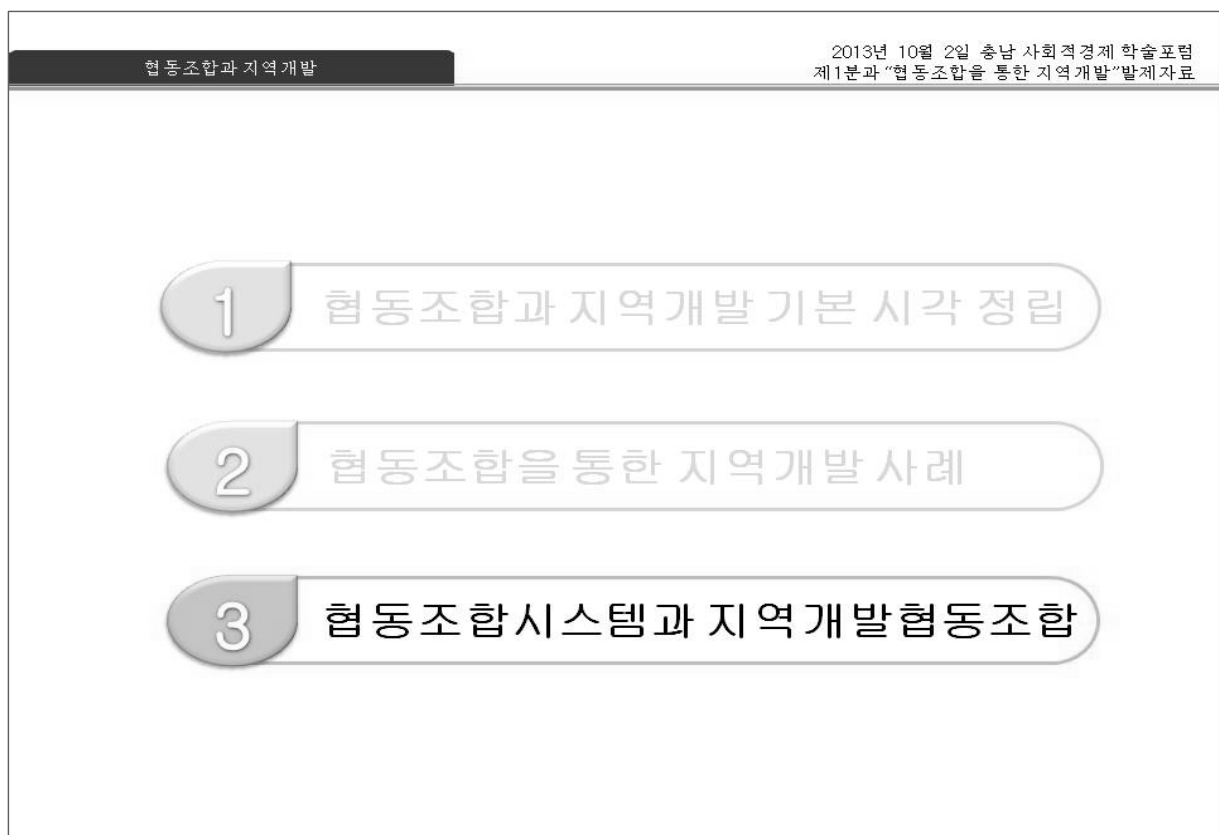 협동조합과 지역개발
2013년 10월 2일 충남 사회적경제 학술포럼
제1분과 “협동조합을 통한 지역개발”발제자료
1 협동조합과 지역개발 기본 시각 정립
2 협동조합을 통한 지역개발 사례
3 협동조합시스템과 지역개발협동조합